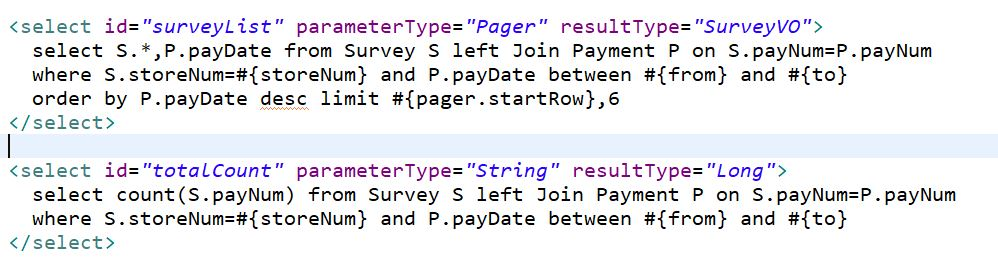 <select id="surveyList" parameterType="Pager" resultType="SurveyVO">
select S.*,P.payDate from Survey S left Join Payment P on S.payNum=P.payNum
where S.storeNum=#{storeNum} and P.payDate between #{from} and #{to}
order by P.payDate desc limit #{pager.startRow},6
</select>
<select id="totalCount" parameterType="String" resultType="Long">
select count(S.payNum) from Survey S left Join Payment P on S.payNum=P.payNum
where S.storeNum=#{storeNum} and P.payDate between #{from} and #{to}
</select>